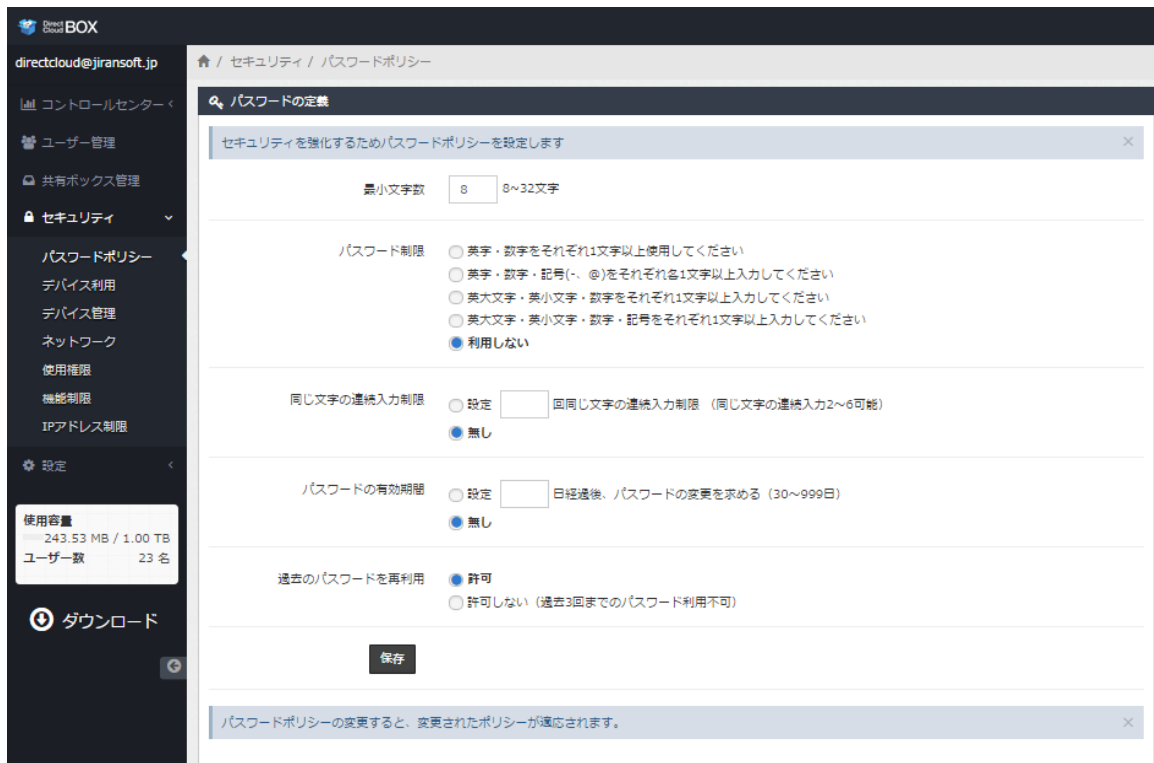 Direct Cloud BOX
directcloud@jiransoft.jp
コントロールセンター
ユーザー管理
共有ボックス管理
セキュリティ
パスワードポリシー
デバイス利用
デバイス管理
ネットワーク
使用権限
機能制限
IPアドレス制限
設定
使用容量
243.53 MB / 1.00 TB
ユーザー数 23 名
ダウンロード
/ セキュリティ / パスワードポリシー
パスワードの定義
セキュリティを強化するためパスワードポリシーを設定します ×
最小文字数 8 8~32文字
パスワード制限 英字・数字をそれぞれ1文字以上使用してください
英字・数字・記号(-、@)をそれぞれ各1文字以上入力してください
英大文字・英小文字・数字をそれぞれ1文字以上入力してください
英大文字・英小文字・数字・記号をそれぞれ1文字以上入力してください
利用しない
同じ文字の連続入力制限 設定 回同じ文字の連続入力制限 （同じ文字の連続入力2～6可能）
無し
パスワードの有効期間 設定 日経過後、パスワードの変更を求める（30～999日）
無し
過去のパスワードを再利用 許可
許可しない（過去3回までのパスワード利用不可）
保存
パスワードポリシーの変更すると、変更されたポリシーが適応されます。 ×